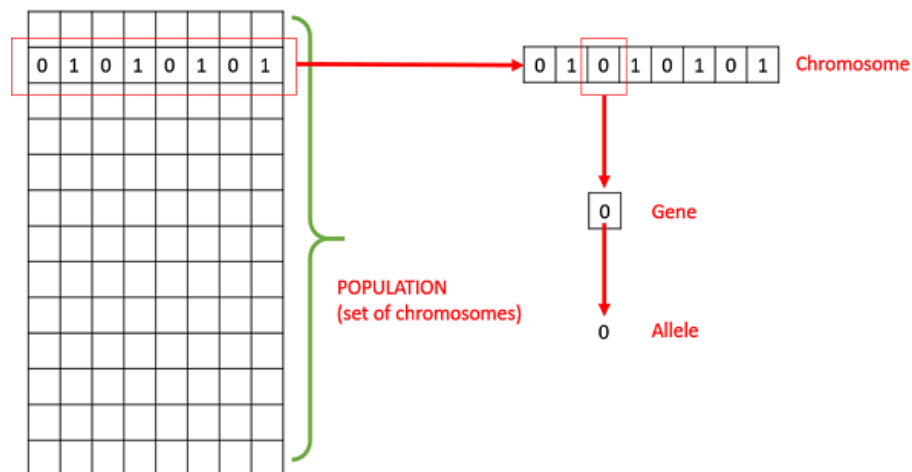 0 1 0 1 0 1 0 1
0 1 0 1 0 1 0 1 Chromosome
0 Gene
POPULATION
(set of chromosomes)
0 Allele